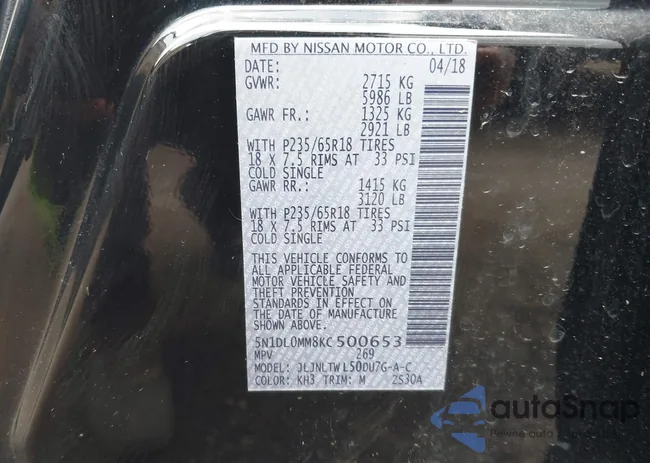 MFD BY NISSAN MOTOR CO., LTD.
DATE: 04/18
GVWR: 2715 KG
5986 LB
GAWR FR.: 1325 KG
2921 LB
WITH P235/65R18 TIRES
18 X 7.5 RIMS AT 33 PSI
COLD SINGLE
GAWR RR.: 1415 KG
3120 LB
WITH P235/65R18 TIRES
18 X 7.5 RIMS AT 33 PSI
COLD SINGLE
THIS VEHICLE CONFORMS TO
ALL APPLICABLE FEDERAL
MOTOR VEHICLE SAFETY AND
THEFT PREVENTION
STANDARDS IN EFFECT ON
THE DATE OF MANUFACTURE
SHOWN ABOVE.
5N1DL0MM8KC500653
MPV 269
MODEL: JLJNLTWL50DU7G-A-C
COLOR: KH3 TRIM: M 2S30A
autoSnap